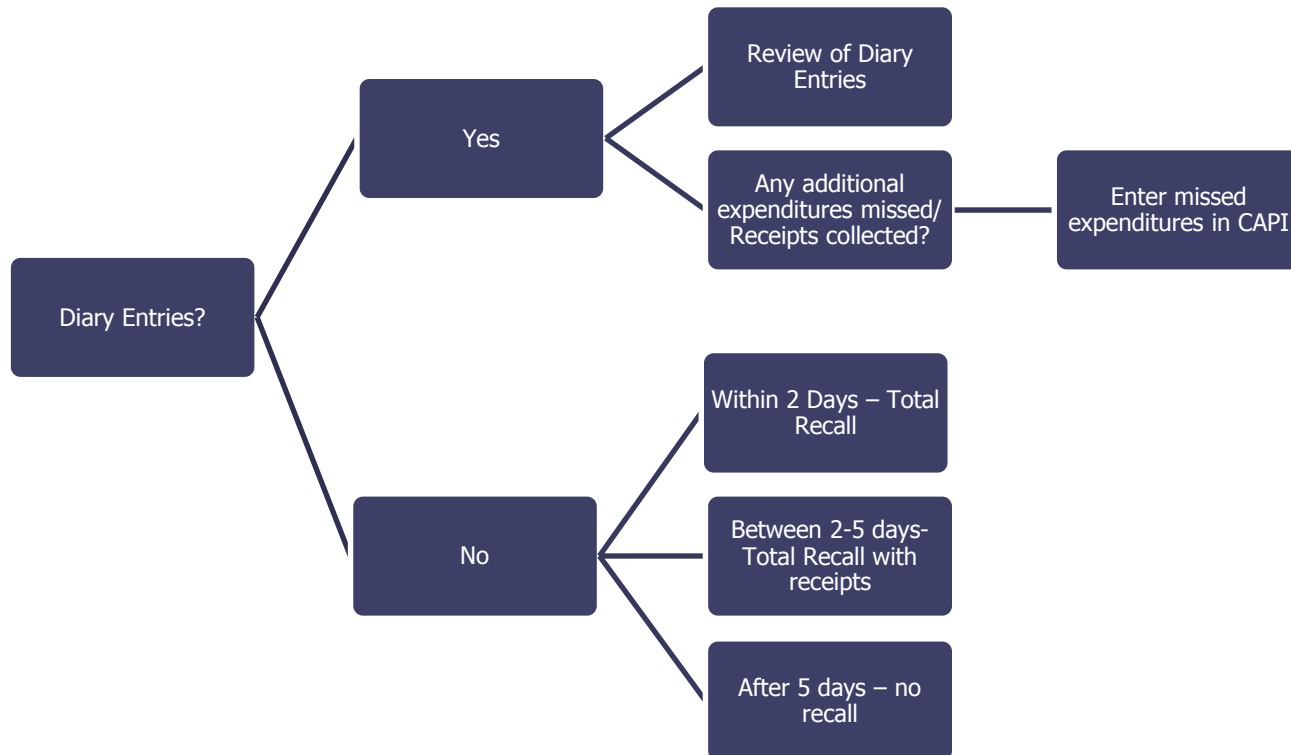 Diary Entries?
Yes
Review of Diary
Entries
Any additional
expenditures missed/
Receipts collected?
Enter missed
expenditures in CAPI
No
Within 2 Days – Total
Recall
Between 2-5 days-
Total Recall with
receipts
After 5 days – no
recall